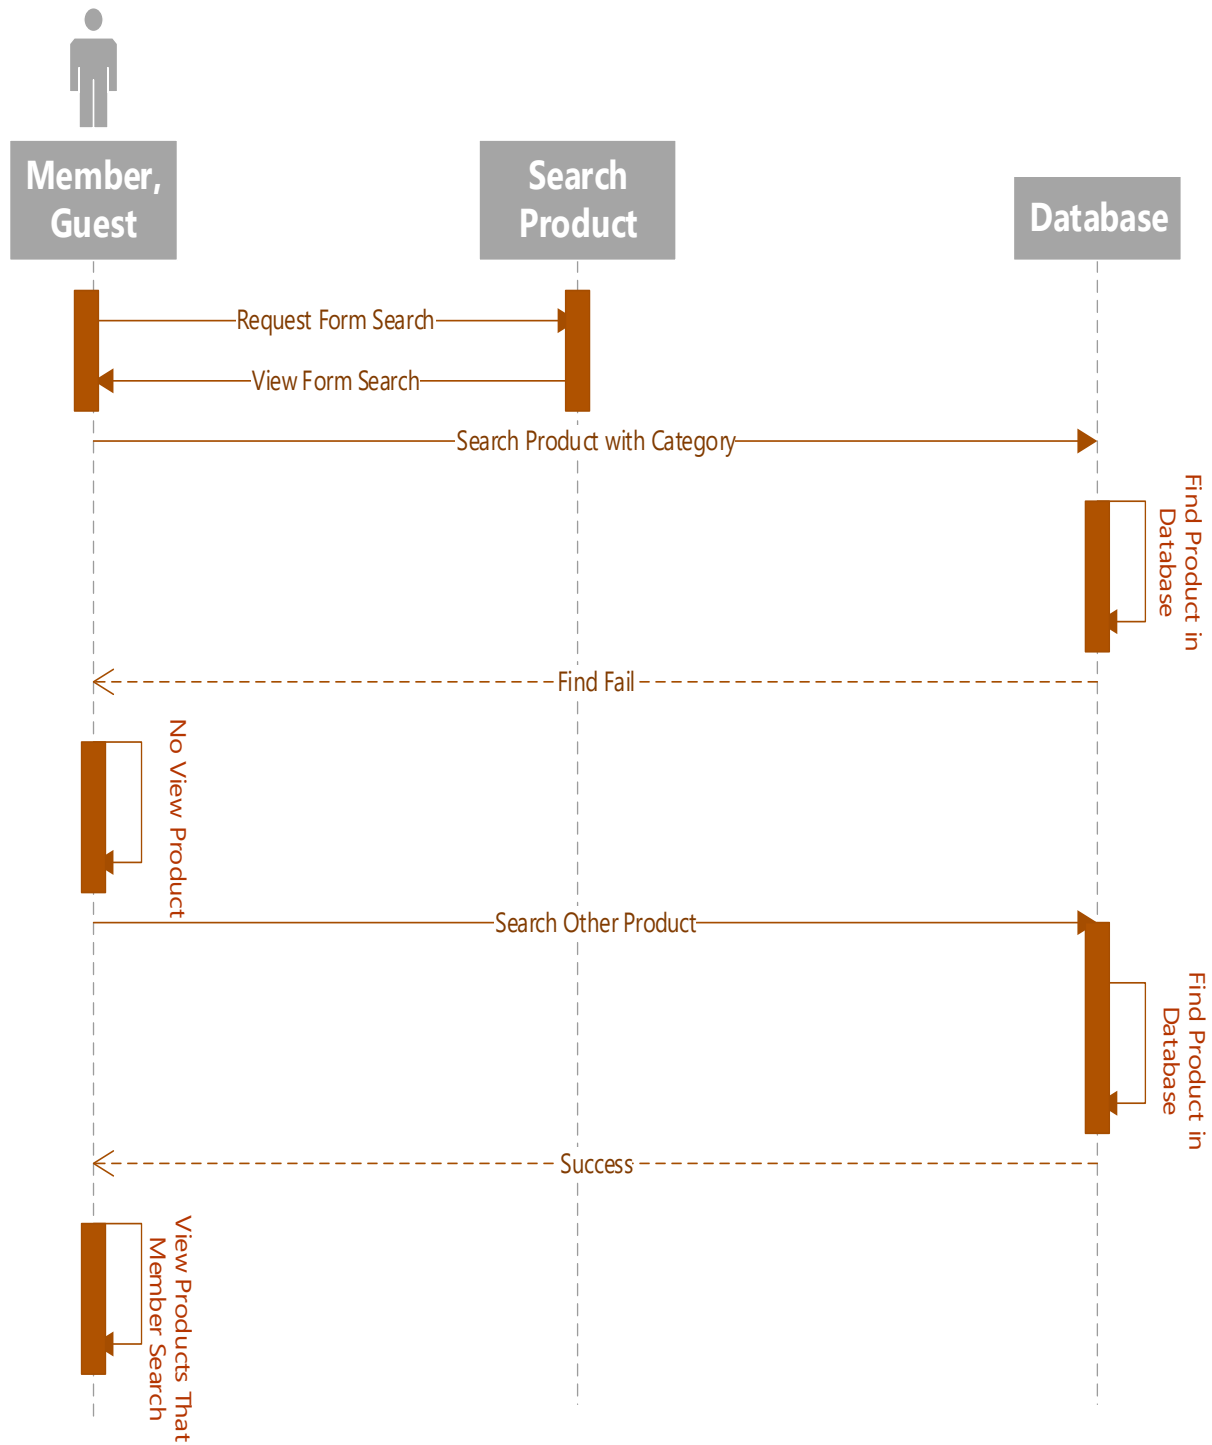 Member,
Guest
Search
Product
Database
Request Form Search
View Form Search
Search Product with Category
Find Product in
Database
Find Fail
No View Product
Search Other Product
Find Product in
Database
Success
View Products That
Member Search